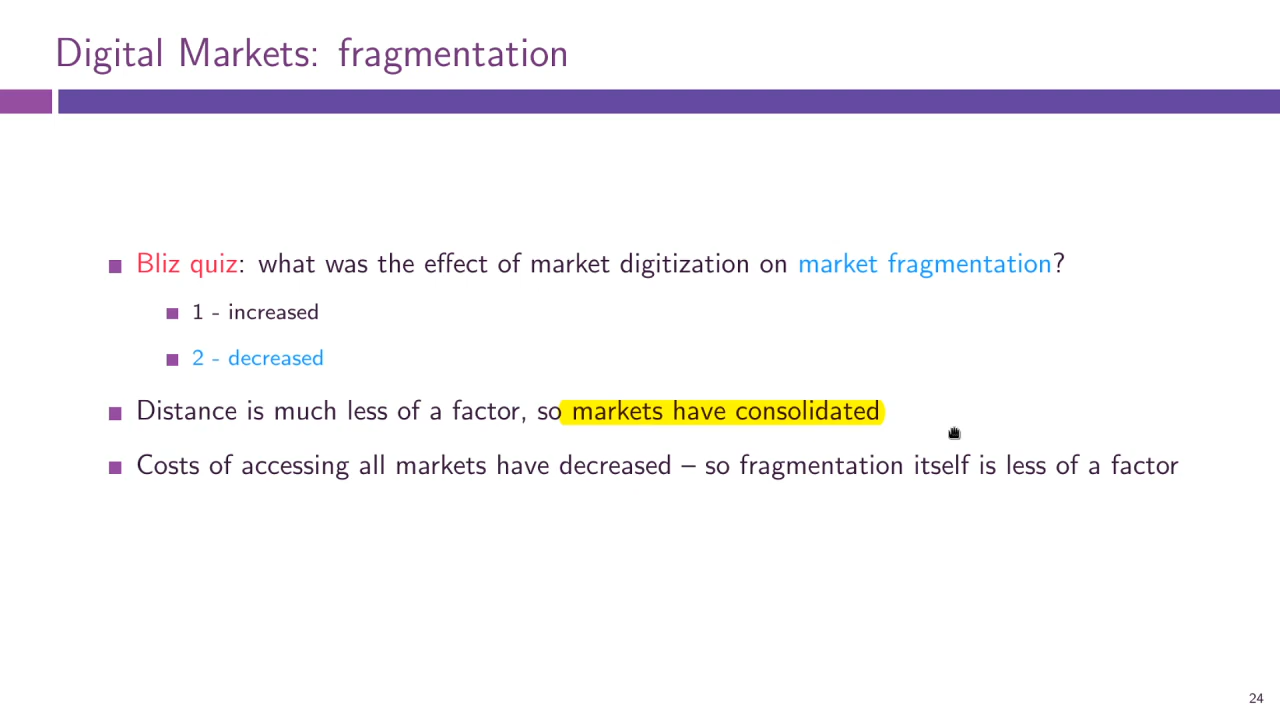 Digital Markets: fragmentation
Bliz quiz: what was the effect of market digitization on market fragmentation?
1 - increased
2 - decreased
Distance is much less of a factor, so markets have consolidated
Costs of accessing all markets have decreased – so fragmentation itself is less of a factor
24